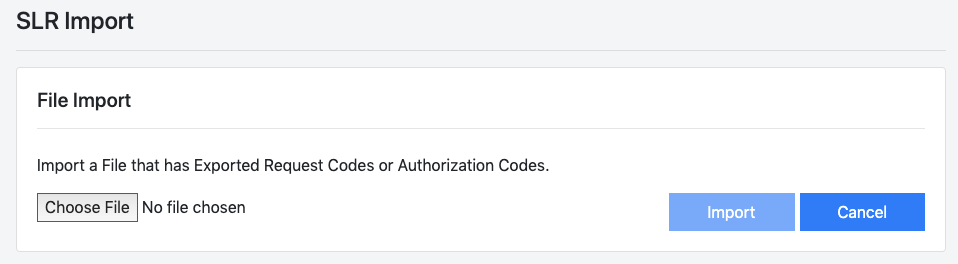 SLR Import
File Import
Import a File that has Exported Request Codes or Authorization Codes.
Choose File No file chosen Import Cancel